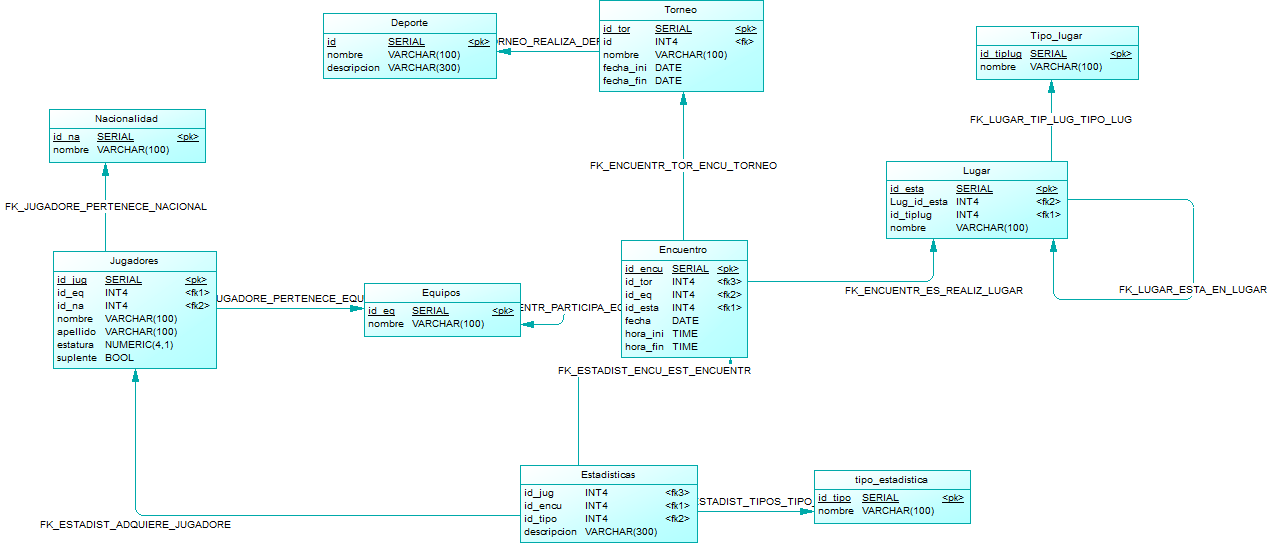 Deporte
id SERIAL <pk>
nombre VARCHAR(100)
descripcion VARCHAR(300)
ORNEO_REALIZA_DEP
Torneo
id_tor SERIAL <pk>
id INT4 <fk>
nombre VARCHAR(100)
fecha_ini DATE
fecha_fin DATE
Tipo_lugar
id_tiplug SERIAL <pk>
nombre VARCHAR(100)
Nacionalidad
id_na SERIAL <pk>
nombre VARCHAR(100)
FK_LUGAR_TIP_LUG_TIPO_LUG
FK_ENCUENTR_TOR_ENCU_TORNEO
Lugar
id_esta SERIAL <pk>
Lug_id_esta INT4 <fk2>
id_tiplug INT4 <fk1>
nombre VARCHAR(100)
FK_JUGADORE_PERTENECE_NACIONAL
Jugadores
id_jug SERIAL <pk>
id_eq INT4 <fk1>
id_na INT4 <fk2>
nombre VARCHAR(100)
apellido VARCHAR(100)
estatura NUMERIC(4,1)
suplente BOOL
UGADORE_PERTENECE_EQU
Equipos
id_eq SERIAL <pk>
nombre VARCHAR(100)
ENTR_PARTICIPA_EQ
Encuentro
id_encu SERIAL <pk>
id_tor INT4 <fk3>
id_eq INT4 <fk2>
id_esta INT4 <fk1>
fecha DATE
hora_ini TIME
hora_fin TIME
FK_ENCUENTR_ES_REALIZ_LUGAR
FK_LUGAR_ESTA_EN_LUGAR
FK_ESTADIST_ENCU_EST_ENCUENTR
Estadisticas
id_jug INT4 <fk3>
id_encu INT4 <fk1>
id_tipo INT4 <fk2>
descripcion VARCHAR(300)
ESTADIST_TIPOS_TIPO_
tipo_estadistica
id_tipo SERIAL <pk>
nombre VARCHAR(100)
FK_ESTADIST_ADQUIERE_JUGADORE